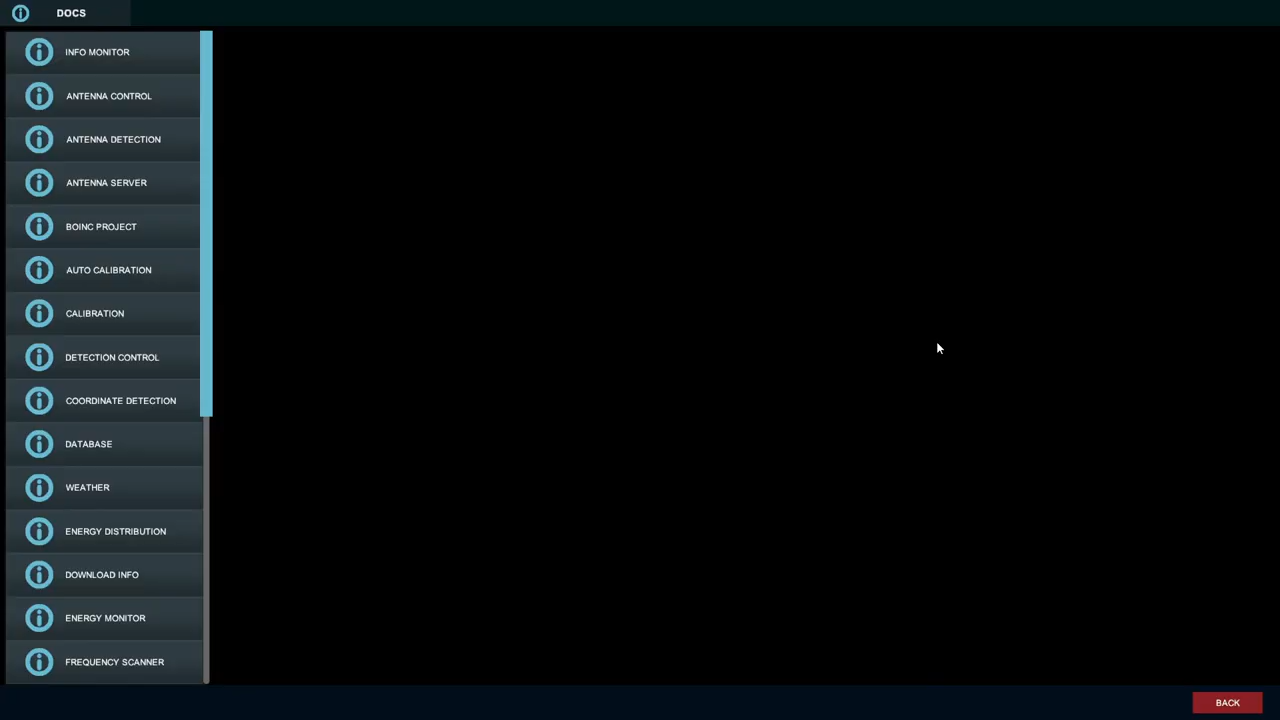 DOCS
INFO MONITOR
ANTENNA CONTROL
ANTENNA DETECTION
ANTENNA SERVER
BOINC PROJECT
AUTO CALIBRATION
CALIBRATION
DETECTION CONTROL
COORDINATE DETECTION
DATABASE
WEATHER
ENERGY DISTRIBUTION
DOWNLOAD INFO
ENERGY MONITOR
FREQUENCY SCANNER
BACK